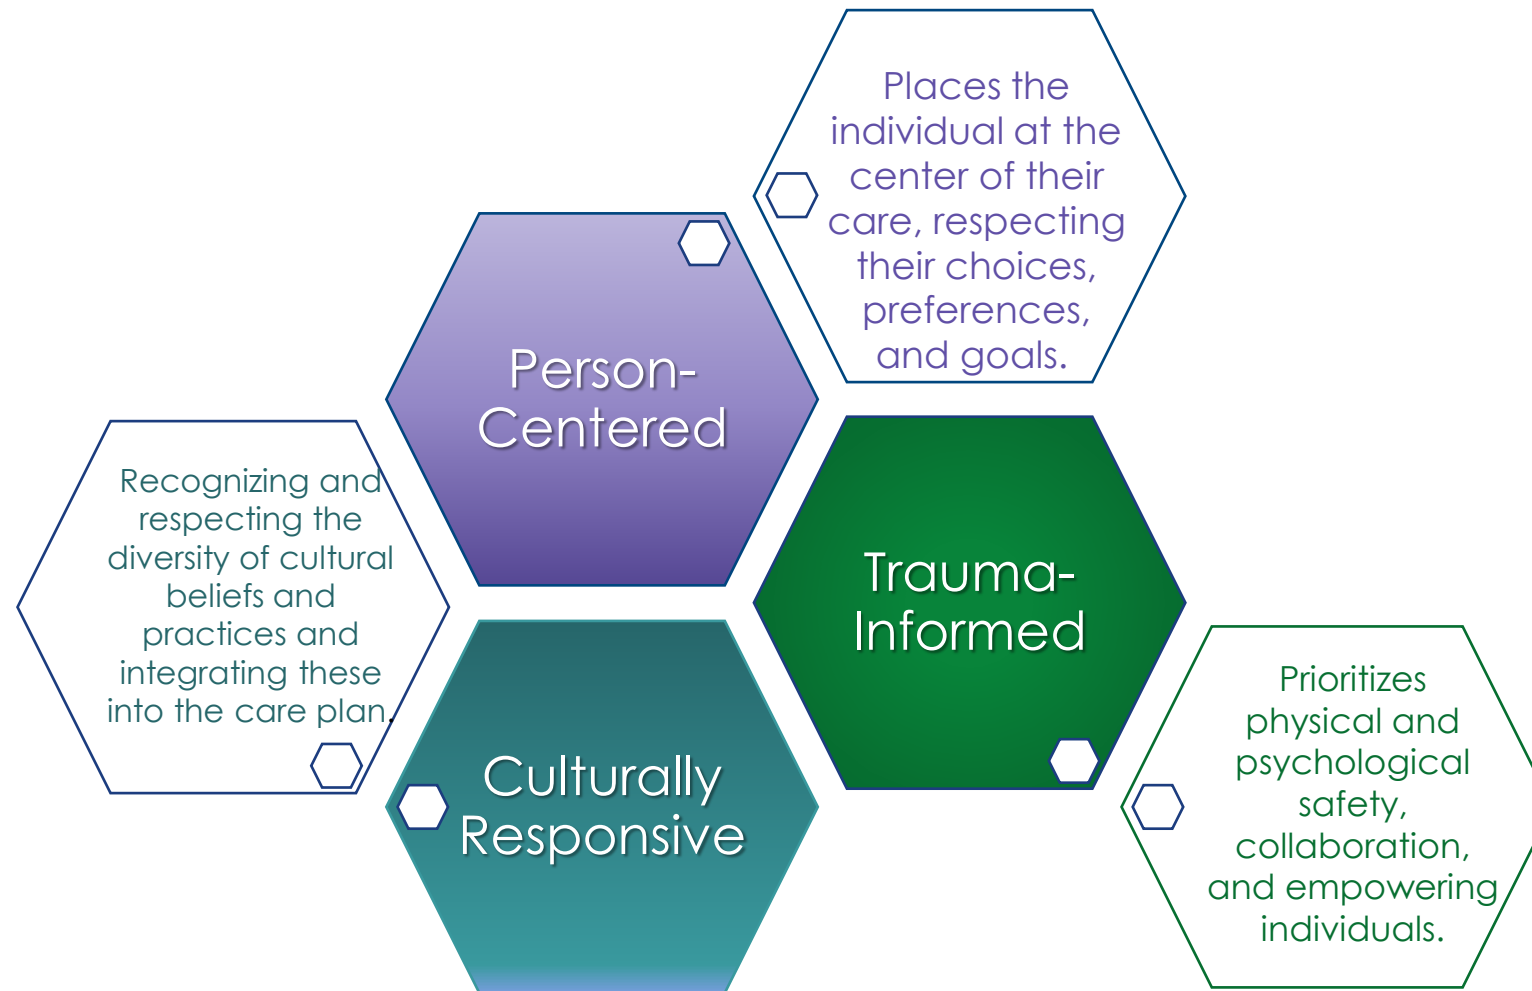 Places the
individual at the
center of their
care, respecting
their choices,
preferences,
and goals.
Person-
Centered
Recognizing and
respecting the
diversity of cultural
beliefs and
practices and
integrating these
into the care plan.
Trauma-
Informed
Culturally
Responsive
Prioritizes
physical and
psychological
safety,
collaboration,
and empowering
individuals.